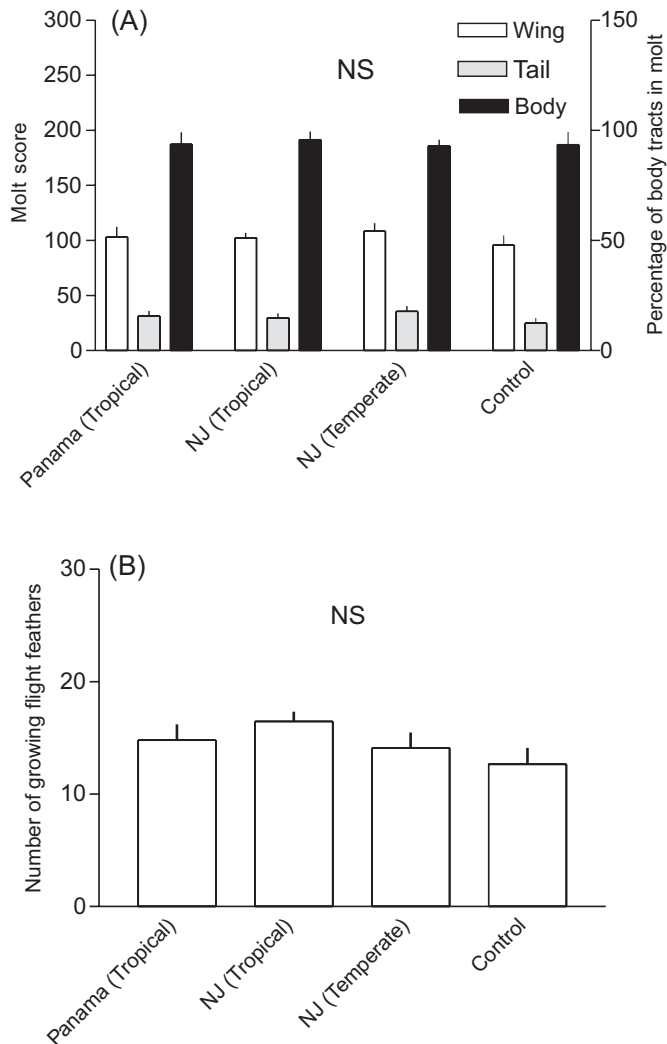 (A)
300
250
200
150
100
50
0
Molt score
NS
Wing
Tail
Body
150
100
50
0
Percentage of body tracts in molt
Panama (Tropical)
NJ (Tropical)
NJ (Temperate)
Control
(B)
30
20
10
0
Number of growing flight feathers
NS
Panama (Tropical)
NJ (Tropical)
NJ (Temperate)
Control